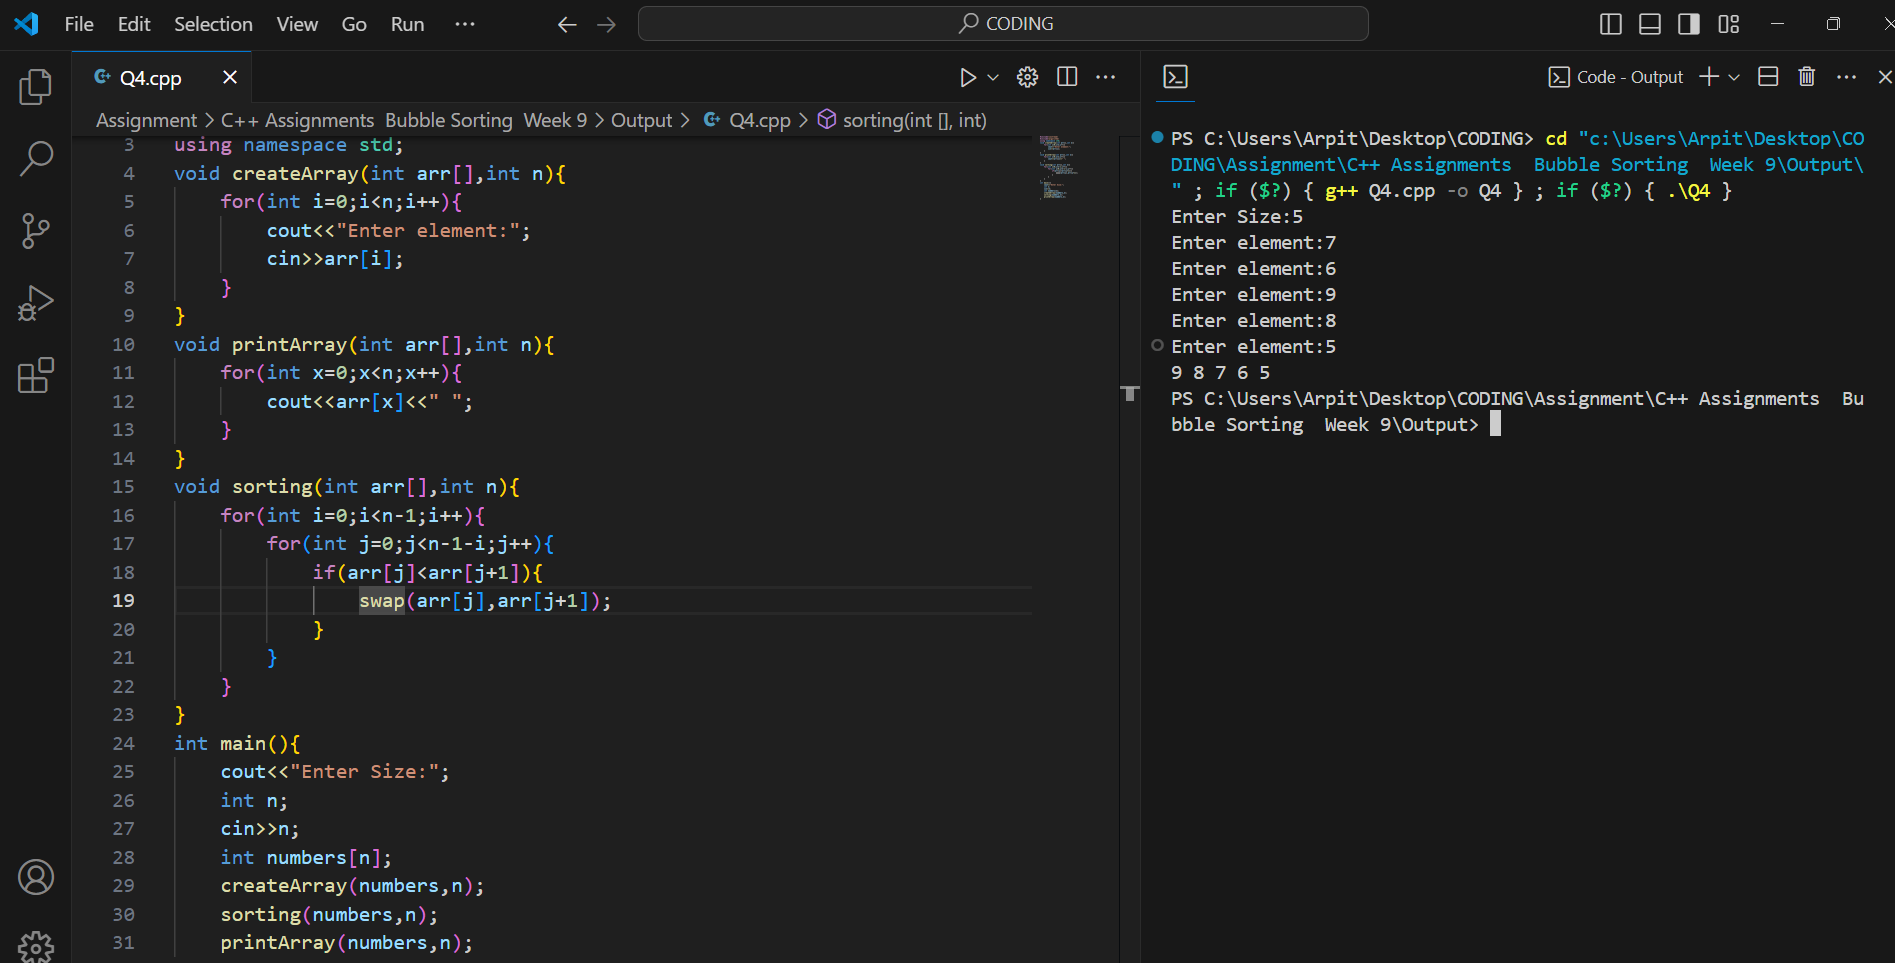 File Edit Selection View Go Run ··· CODING
Q4.cpp
Assignment > C++ Assignments Bubble Sorting Week 9 > Output > Q4.cpp > sorting(int [], int)
3 using namespace std;
4 void createArray(int arr[],int n){
5     for(int i=0;i<n;i++){
6         cout<<"Enter element:";
7         cin>>arr[i];
8     }
9 }
10 void printArray(int arr[],int n){
11     for(int x=0;x<n;x++){
12         cout<<arr[x]<<" ";
13     }
14 }
15 void sorting(int arr[],int n){
16     for(int i=0;i<n-1;i++){
17         for(int j=0;j<n-1-i;j++){
18             if(arr[j]<arr[j+1]){
19                 swap(arr[j],arr[j+1]);
20             }
21         }
22     }
23 }
24 int main(){
25     cout<<"Enter Size:";
26     int n;
27     cin>>n;
28     int numbers[n];
29     createArray(numbers,n);
30     sorting(numbers,n);
31     printArray(numbers,n);
Code - Output
PS C:\Users\Arpit\Desktop\CODING> cd "c:\Users\Arpit\Desktop\CO
DING\Assignment\C++ Assignments  Bubble Sorting  Week 9\Output\
" ; if ($?) { g++ Q4.cpp -o Q4 } ; if ($?) { .\Q4 }
Enter Size:5
Enter element:7
Enter element:6
Enter element:9
Enter element:8
Enter element:5
9 8 7 6 5
PS C:\Users\Arpit\Desktop\CODING\Assignment\C++ Assignments  Bu
bble Sorting  Week 9\Output>